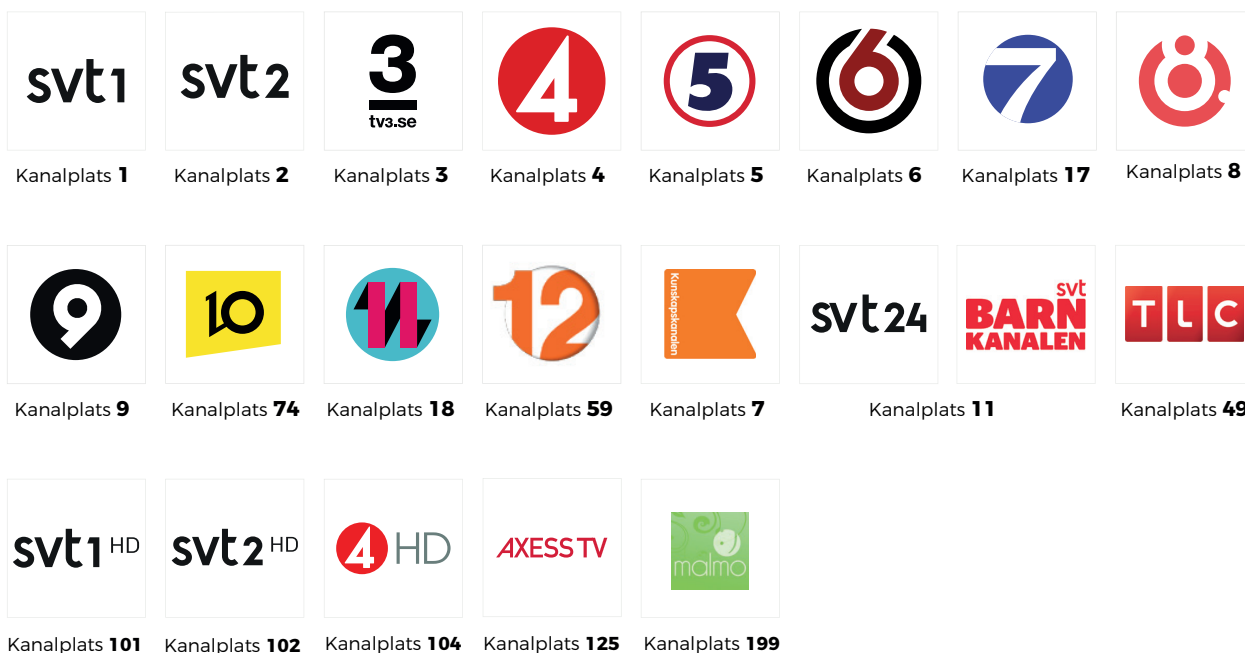 svt1
svt2
3
tv3.se
4
5
6
7
8
Kanalplats 1
Kanalplats 2
Kanalplats 3
Kanalplats 4
Kanalplats 5
Kanalplats 6
Kanalplats 17
Kanalplats 8
9
10
11
12
Kunskapskanalen
K
svt24
svt
BARN
KANALEN
TLC
Kanalplats 9
Kanalplats 74
Kanalplats 18
Kanalplats 59
Kanalplats 7
Kanalplats 11
Kanalplats 49
svt1 HD
svt2 HD
4 HD
AXESS TV
malmo
Kanalplats 101
Kanalplats 102
Kanalplats 104
Kanalplats 125
Kanalplats 199